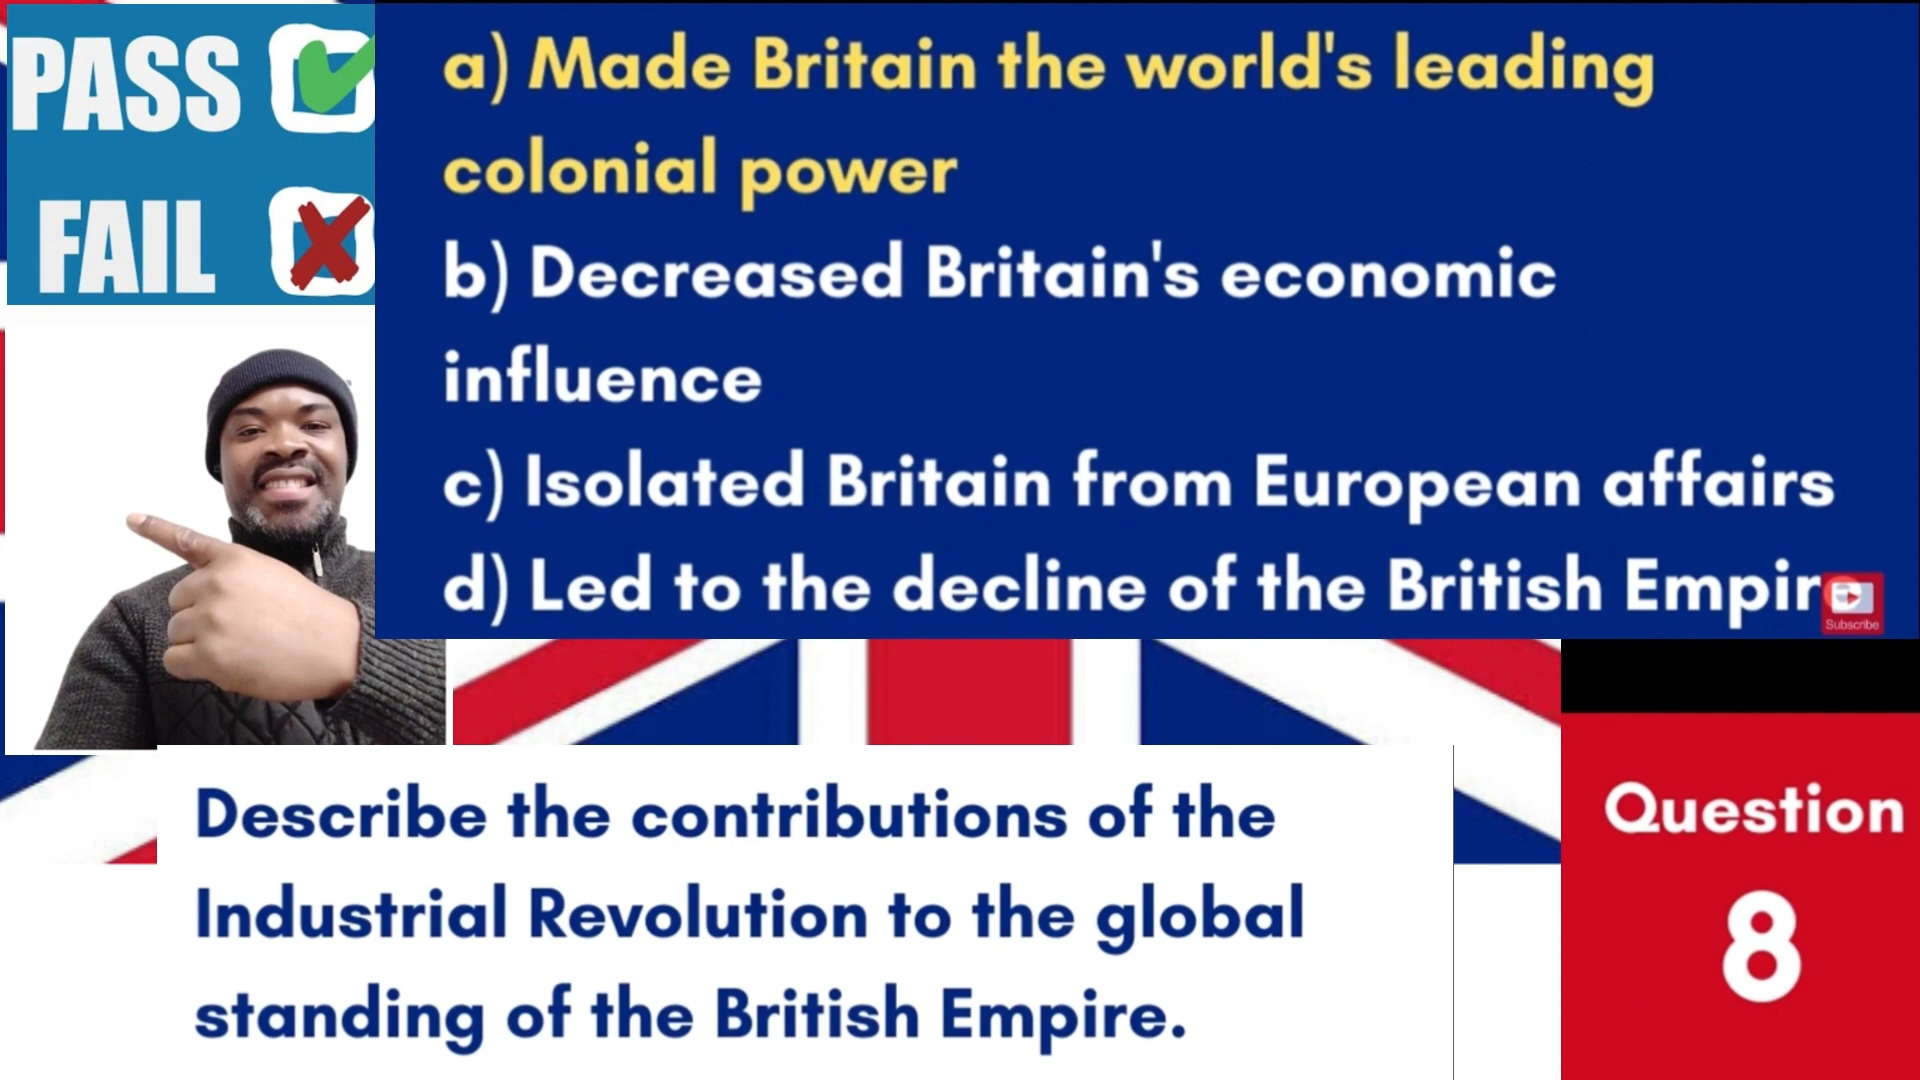 PASS
FAIL
a) Made Britain the world's leading
colonial power
b) Decreased Britain's economic
influence
c) Isolated Britain from European affairs
d) Led to the decline of the British Empire
Subscribe
Describe the contributions of the
Industrial Revolution to the global
standing of the British Empire.
Question
8